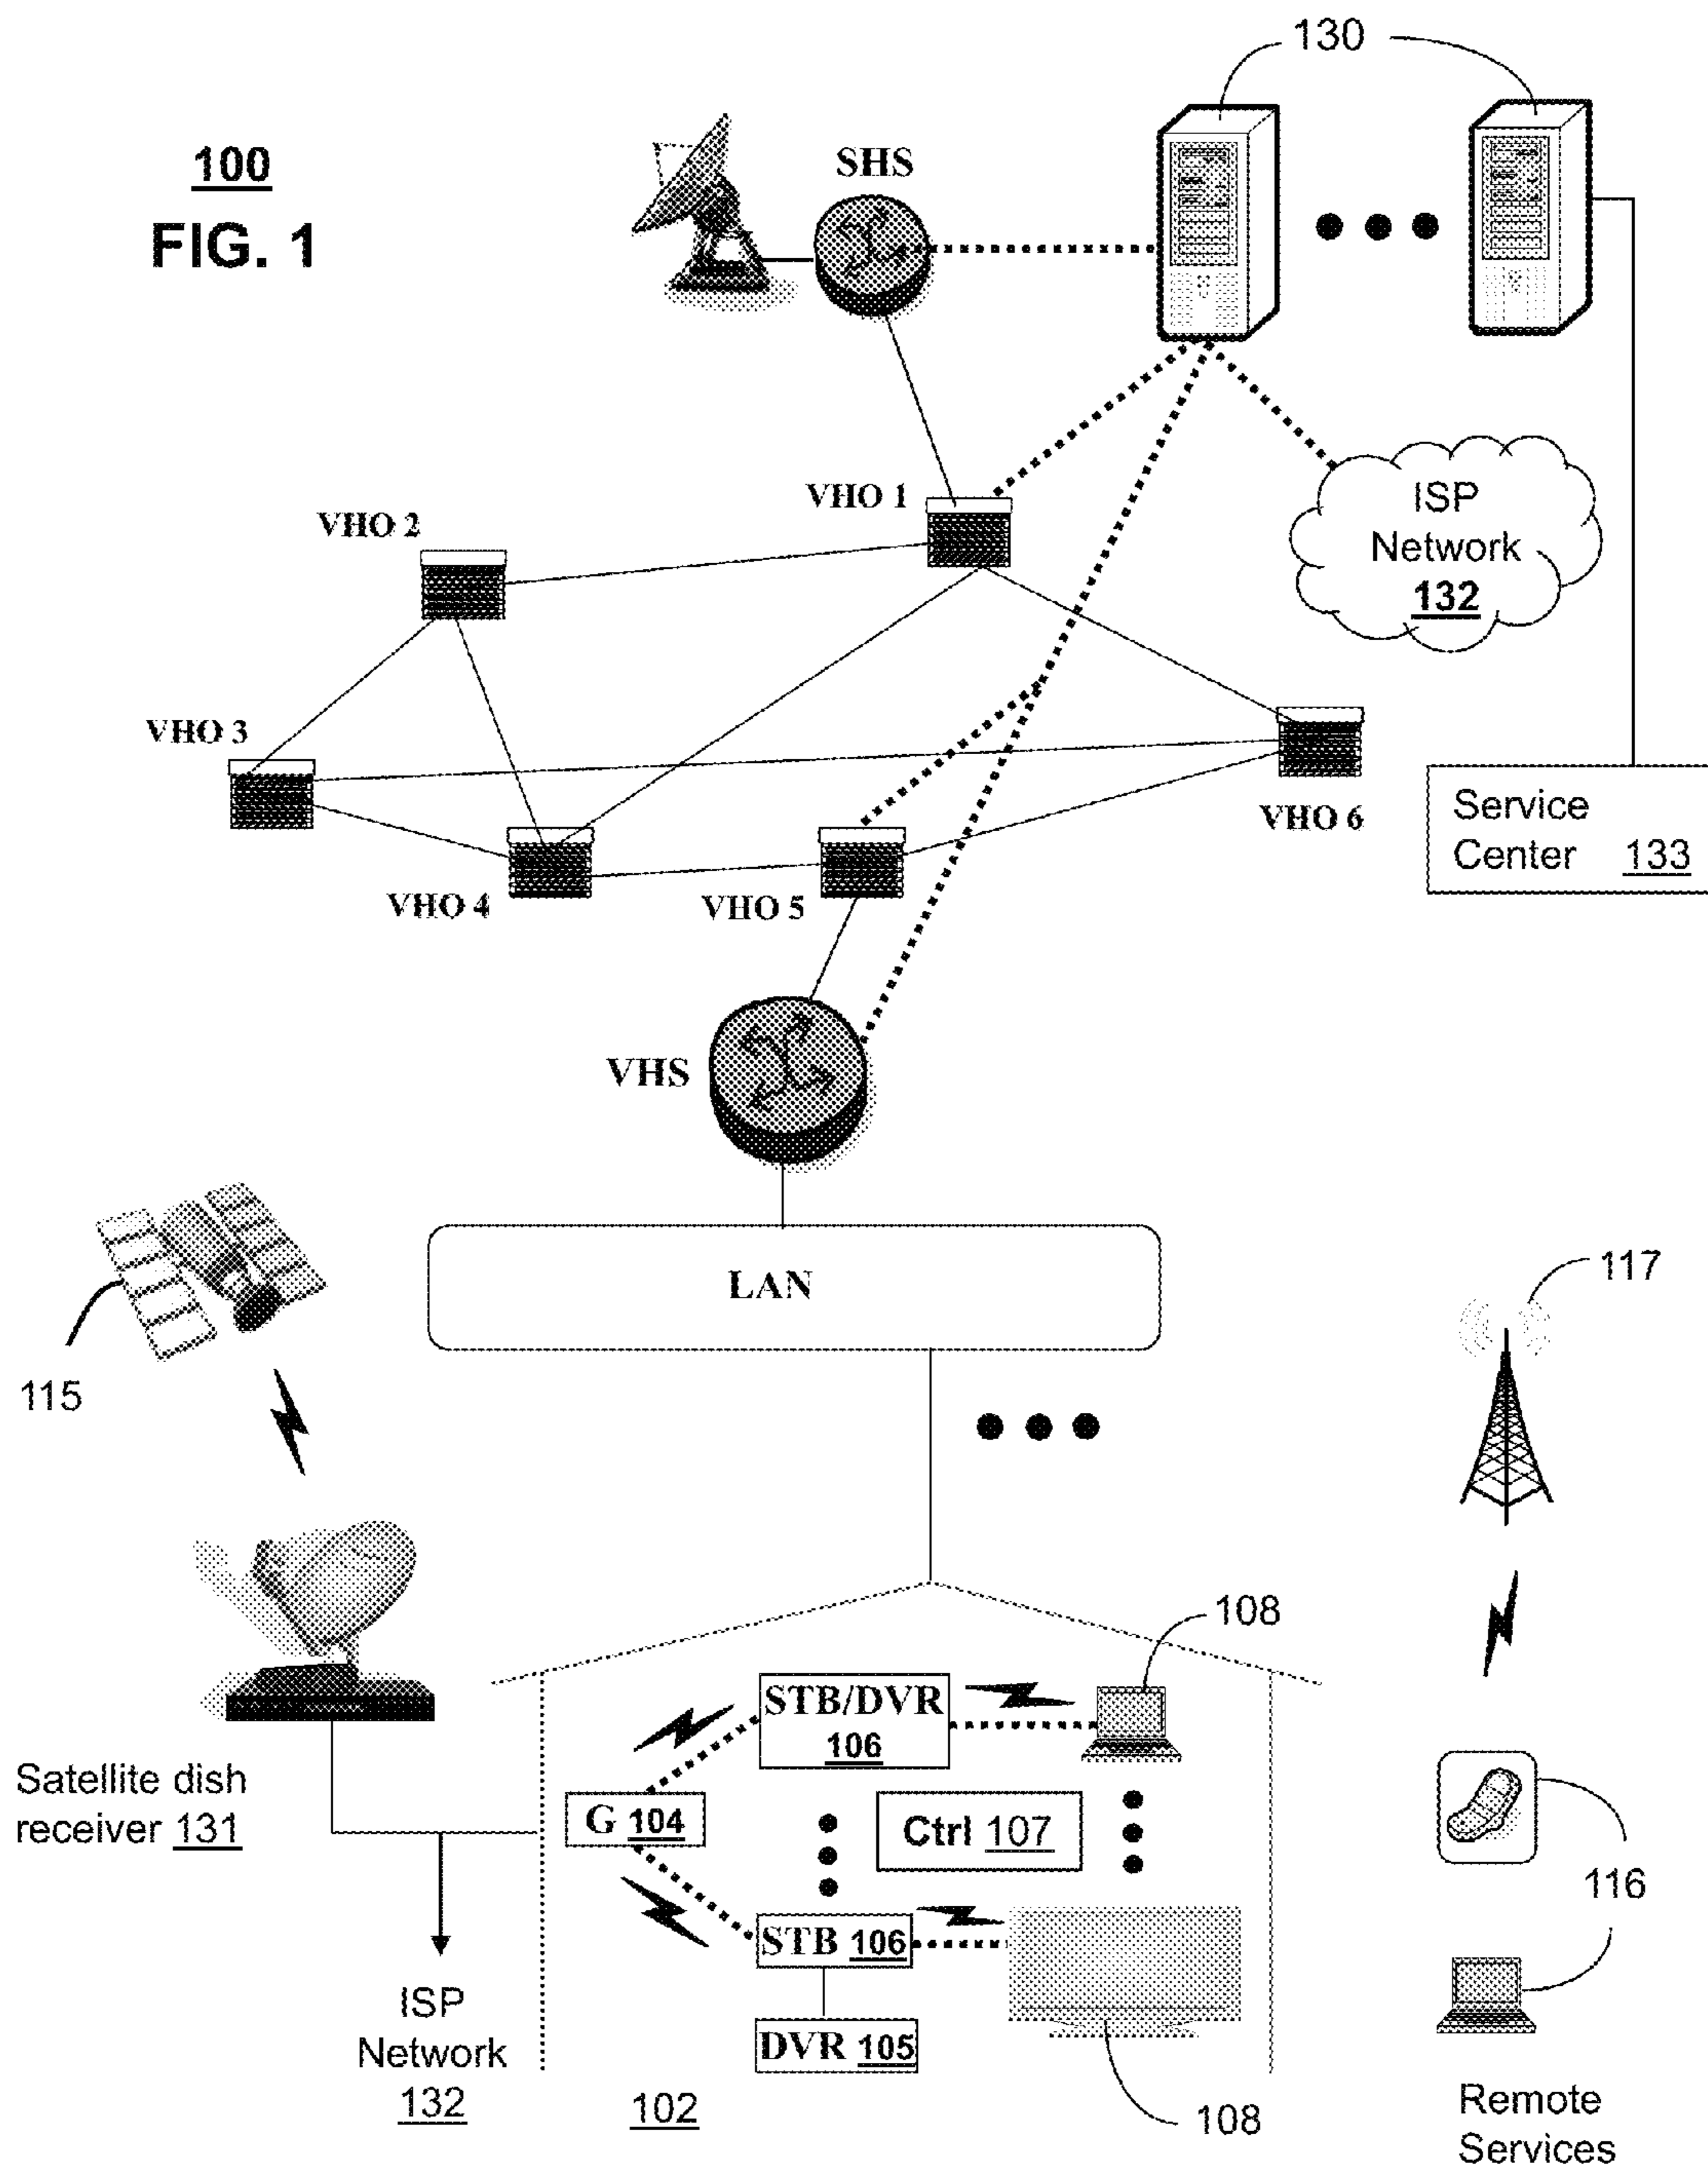 130
100
FIG. 1
SHS
ISP
Network
132
VHO 1
VHO 2
VHO 3
VHO 6
Service
Center 133
VHO 4
VHO 5
VHS
LAN
117
115
108
STB/DVR
106
Satellite dish
receiver 131
G 104
Ctrl 107
116
STB 106
ISP
Network
132
DVR 105
102
108
Remote
Services